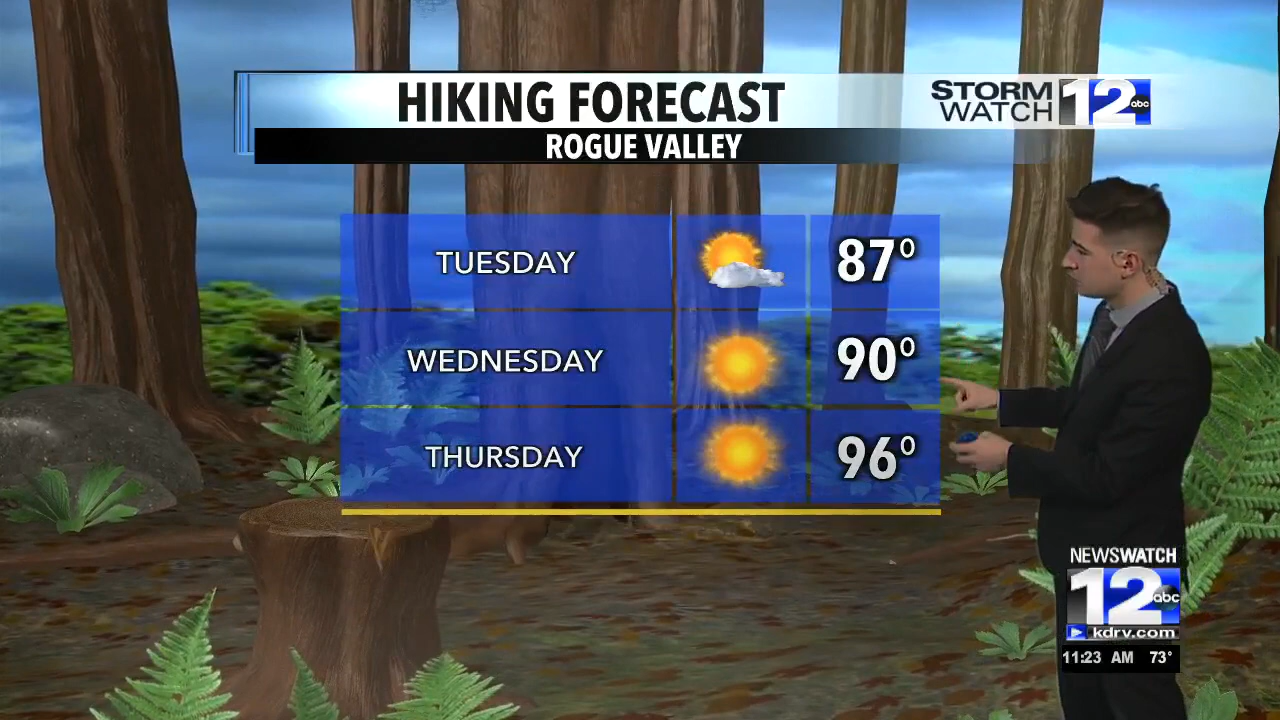 HIKING FORECAST
ROGUE VALLEY
STORM
WATCH
12 abc
TUESDAY 87°
WEDNESDAY 90°
THURSDAY 96°
NEWSWATCH
12 abc
kdrv.com
11:23 AM 73°